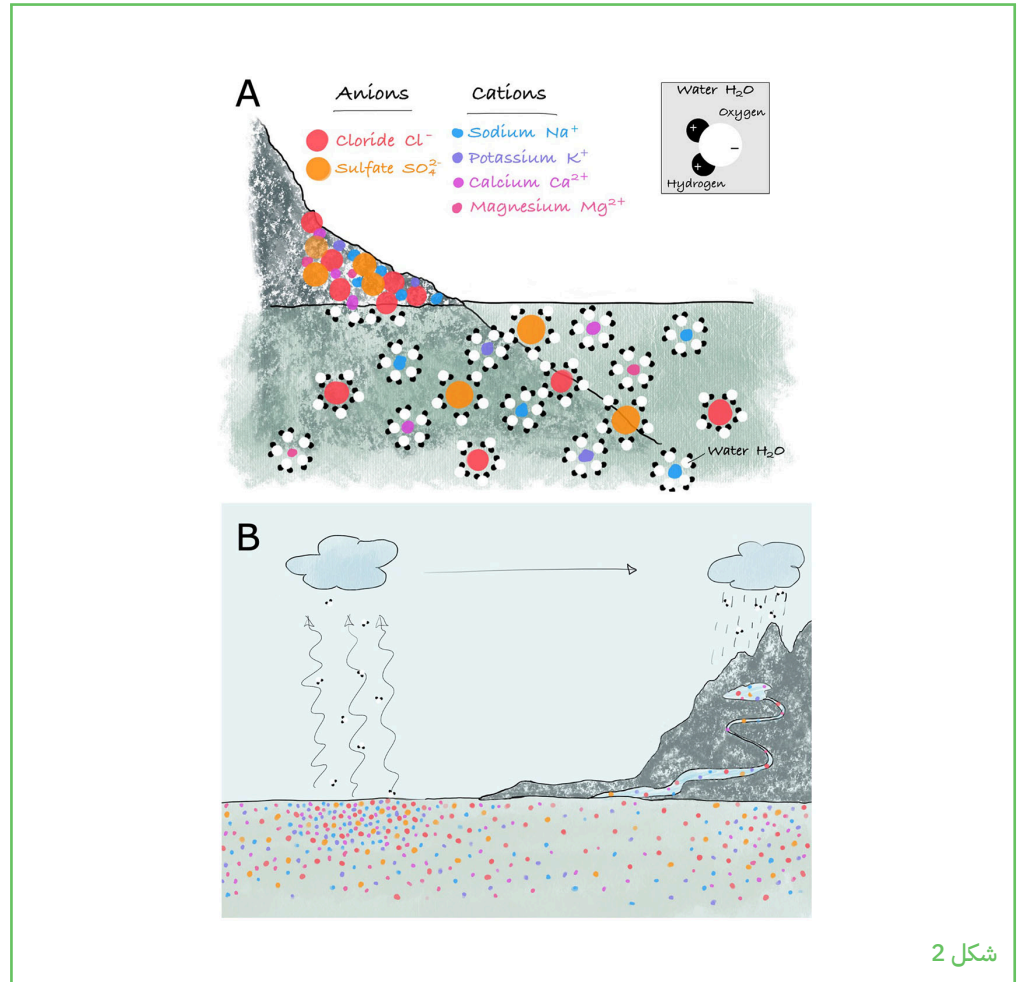 A
Anions
Cloride Cl⁻
Sulfate SO₄²⁻
Cations
Sodium Na⁺
Potassium K⁺
Calcium Ca²⁺
Magnesium Mg²⁺
Water H₂O
Oxygen
+
−
+
Hydrogen
Water H₂O
B
شكل 2